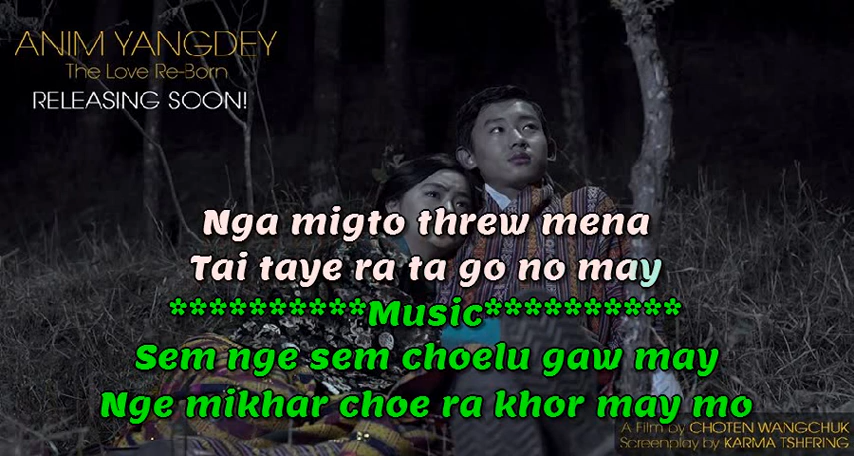 ANIM YANGDEY
The Love Re-Born
RELEASING SOON!
Nga migto threw mena
Tai taye ra ta go no may
**********Music**********
Sem nge sem choelu gaw may
Nge mikhar choe ra khor may mo
A Film by CHOTEN WANGCHUK
Screenplay by KARMA TSHERING